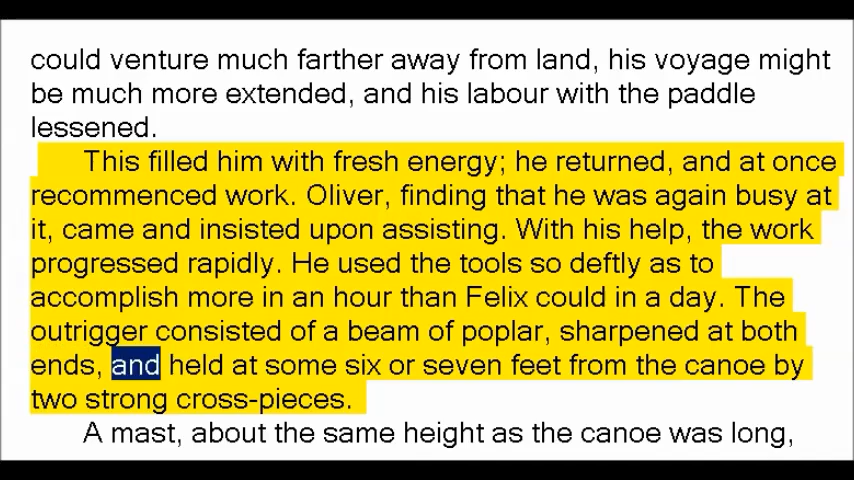 could venture much farther away from land, his voyage might
be much more extended, and his labour with the paddle
lessened.
This filled him with fresh energy; he returned, and at once
recommenced work. Oliver, finding that he was again busy at
it, came and insisted upon assisting. With his help, the work
progressed rapidly. He used the tools so deftly as to
accomplish more in an hour than Felix could in a day. The
outrigger consisted of a beam of poplar, sharpened at both
ends, and held at some six or seven feet from the canoe by
two strong cross-pieces.
A mast, about the same height as the canoe was long,